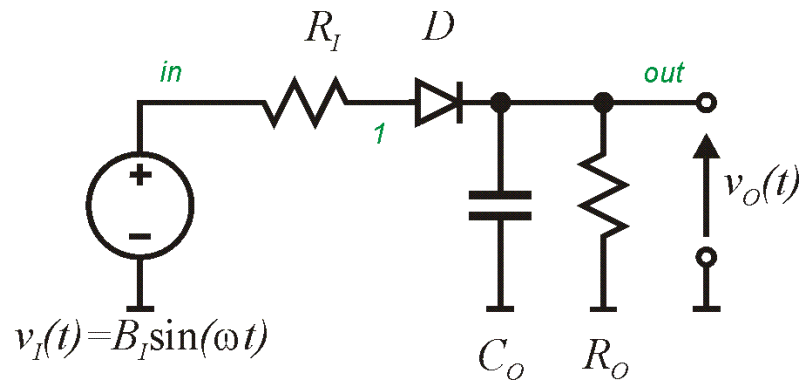 R_I D
in out
1
+
−
v_O(t)
v_I(t)=B_I sin(ωt)
C_O R_O